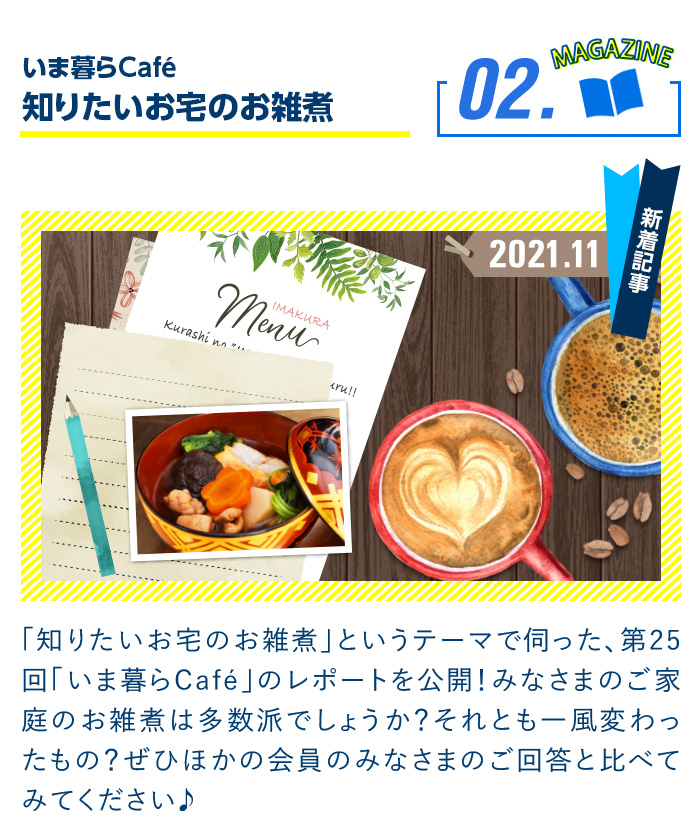 いま暮らCafé
知りたいお宅のお雑煮
02.
MAGAZINE
新着記事
2021.11
IMAKURA
Menu
Kurashi no
uru!!
「知りたいお宅のお雑煮」というテーマで伺った、第25
回「いま暮らCafé」のレポートを公開！みなさまのご家
庭のお雑煮は多数派でしょうか？それとも一風変わっ
たもの？ぜひほかの会員のみなさまのご回答と比べて
みてください♪